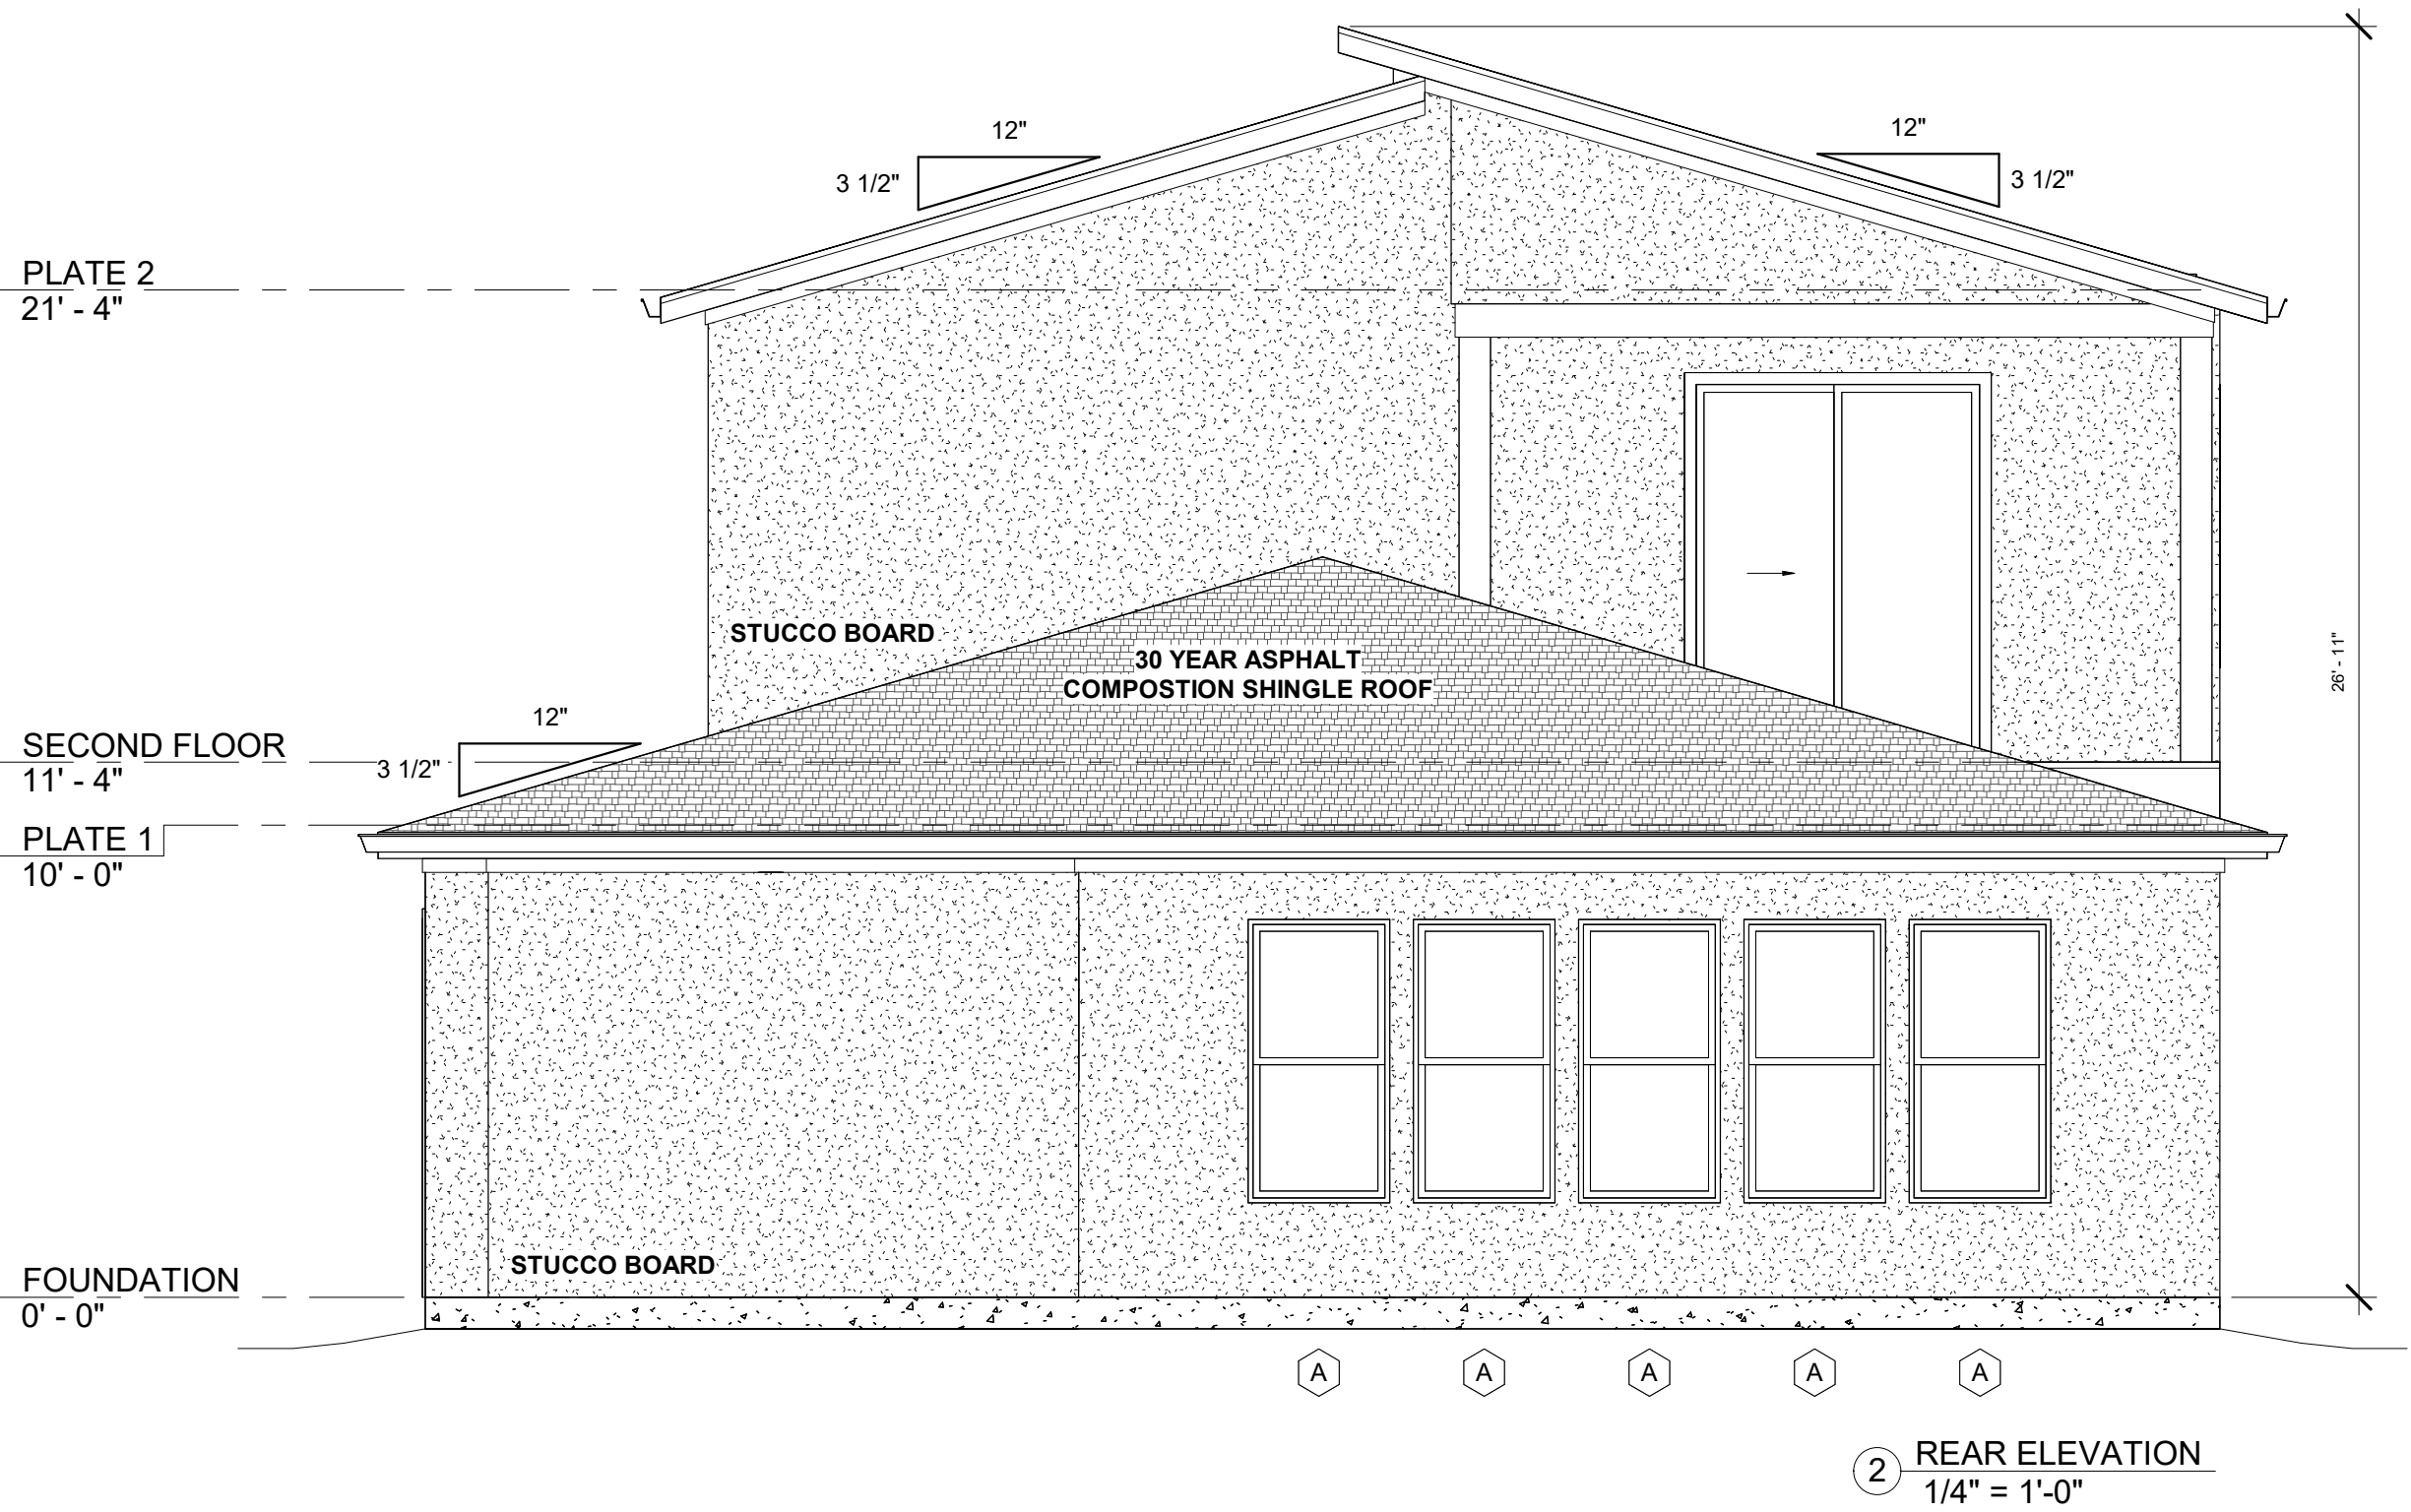 12"
3 1/2"
12"
3 1/2"
PLATE 2
21' - 4"
STUCCO BOARD
30 YEAR ASPHALT
COMPOSTION SHINGLE ROOF
26' - 11"
12"
3 1/2"
SECOND FLOOR
11' - 4"
PLATE 1
10' - 0"
STUCCO BOARD
FOUNDATION
0' - 0"
A A A A A
2 REAR ELEVATION
1/4" = 1'-0"